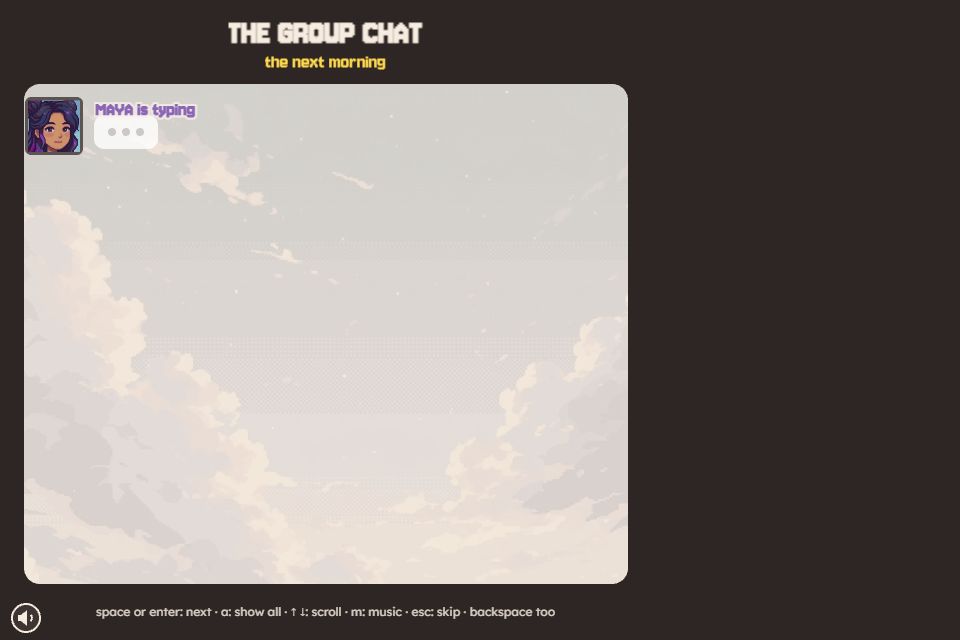 THE GROUP CHAT
the next morning
MAYA is typing
space or enter: next · a: show all · ↑ ↓: scroll · m: music · esc: skip · backspace too